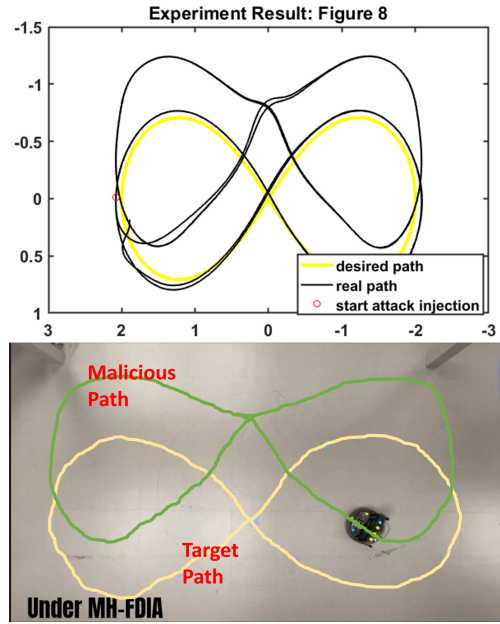 Experiment Result: Figure 8
-1.5
-1
-0.5
0
0.5
1
3
2
1
0
-1
-2
-3
desired path
real path
start attack injection
Malicious
Path
Target
Path
Under MH-FDIA